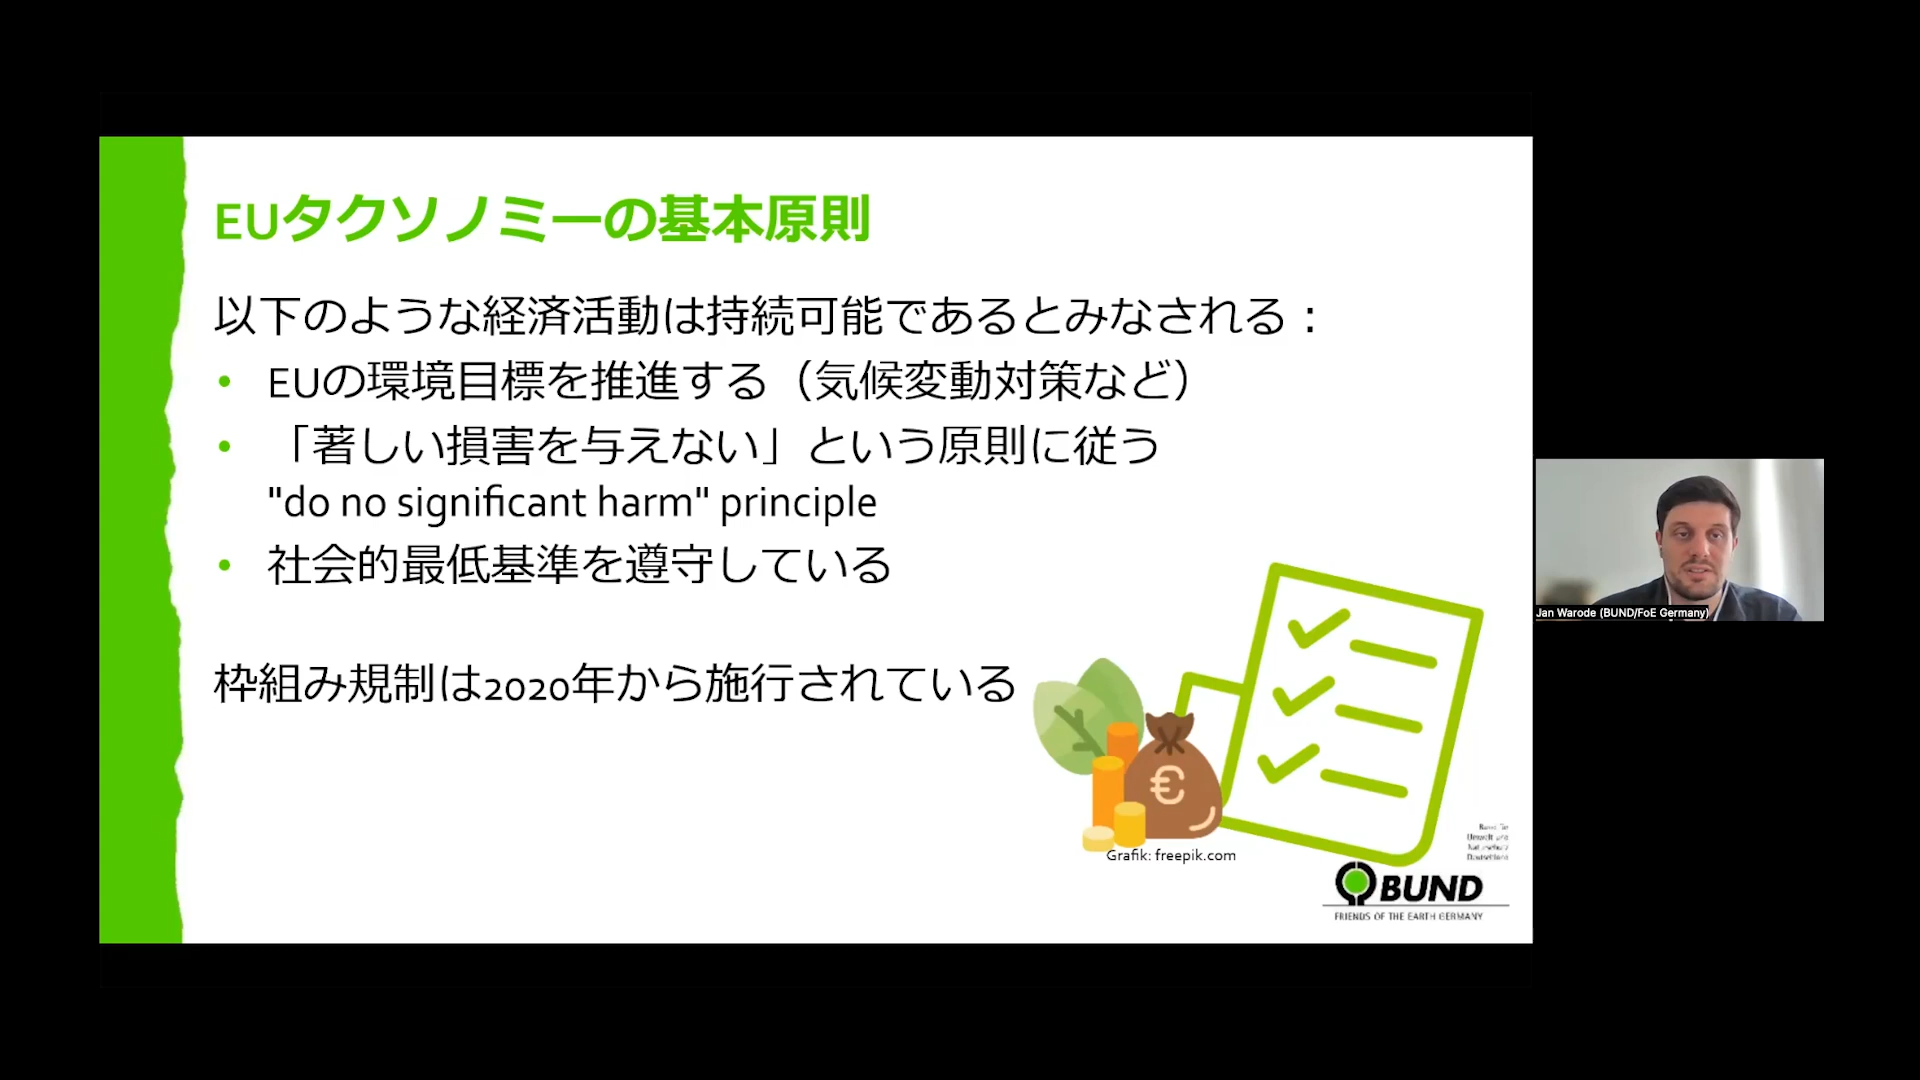 EUタクソノミーの基本原則
以下のような経済活動は持続可能であるとみなされる：
• EUの環境目標を推進する（気候変動対策など）
• 「著しい損害を与えない」という原則に従う
"do no significant harm" principle
• 社会的最低基準を遵守している
枠組み規制は2020年から施行されている
€
Grafik: freepik.com
BUND
FRIENDS OF THE EARTH GERMANY
Jan Warode (BUND/FoE Germany)